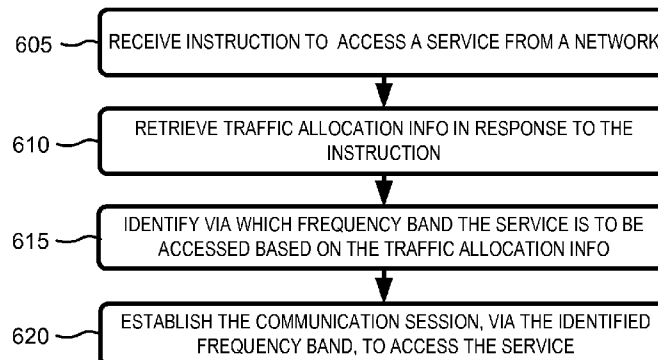 605
RECEIVE INSTRUCTION TO ACCESS A SERVICE FROM A NETWORK
610
RETRIEVE TRAFFIC ALLOCATION INFO IN RESPONSE TO THE
INSTRUCTION
615
IDENTIFY VIA WHICH FREQUENCY BAND THE SERVICE IS TO BE
ACCESSED BASED ON THE TRAFFIC ALLOCATION INFO
620
ESTABLISH THE COMMUNICATION SESSION, VIA THE IDENTIFIED
FREQUENCY BAND, TO ACCESS THE SERVICE